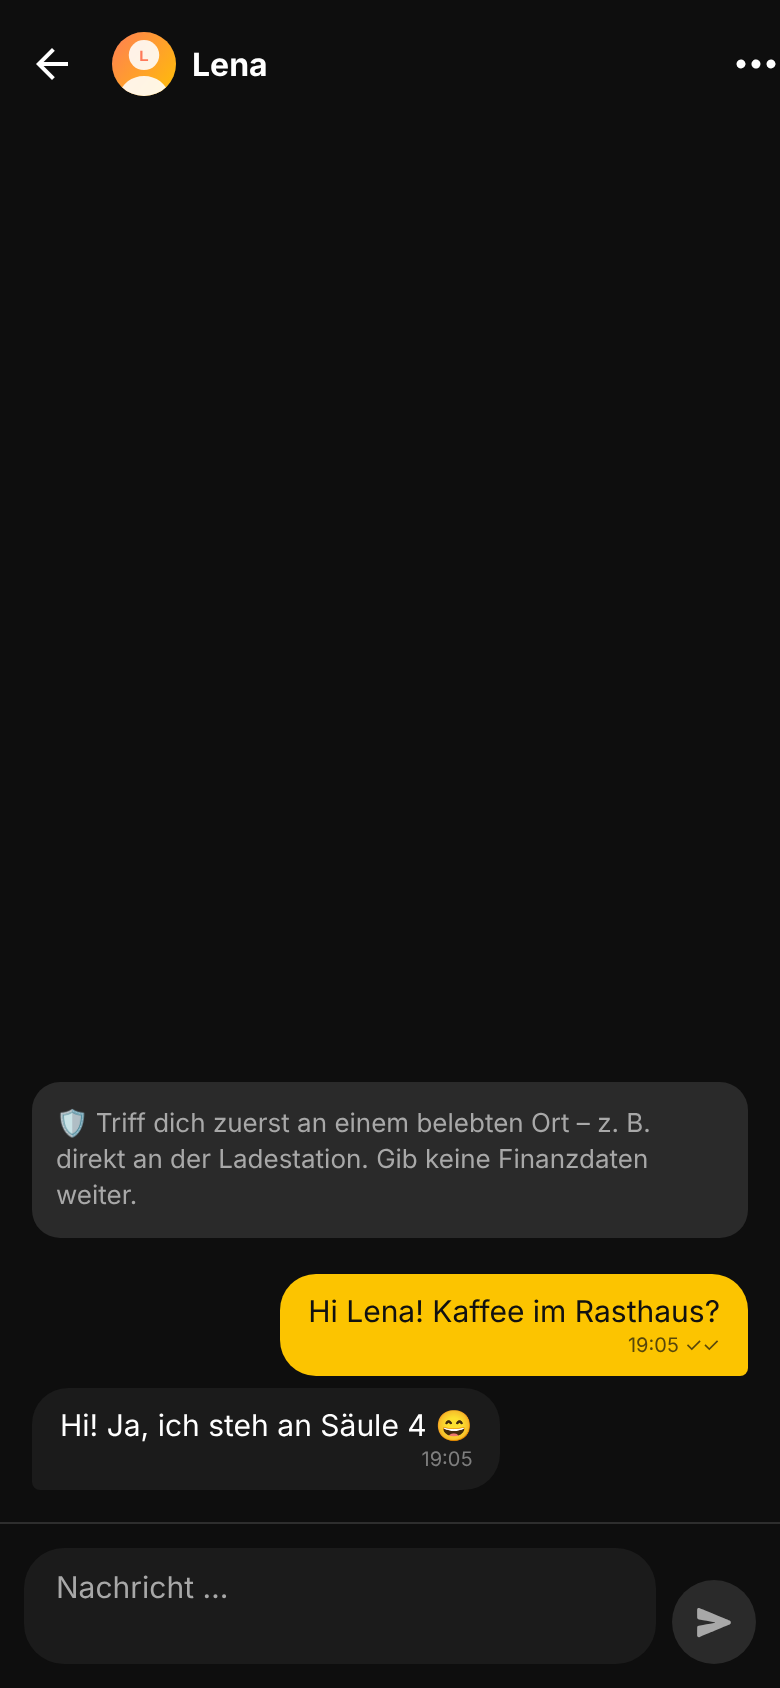 L
Lena
🛡️ Triff dich zuerst an einem belebten Ort – z. B.
direkt an der Ladestation. Gib keine Finanzdaten
weiter.
Hi Lena! Kaffee im Rasthaus?
19:05 ✓✓
Hi! Ja, ich steh an Säule 4 😄
19:05
Nachricht ...